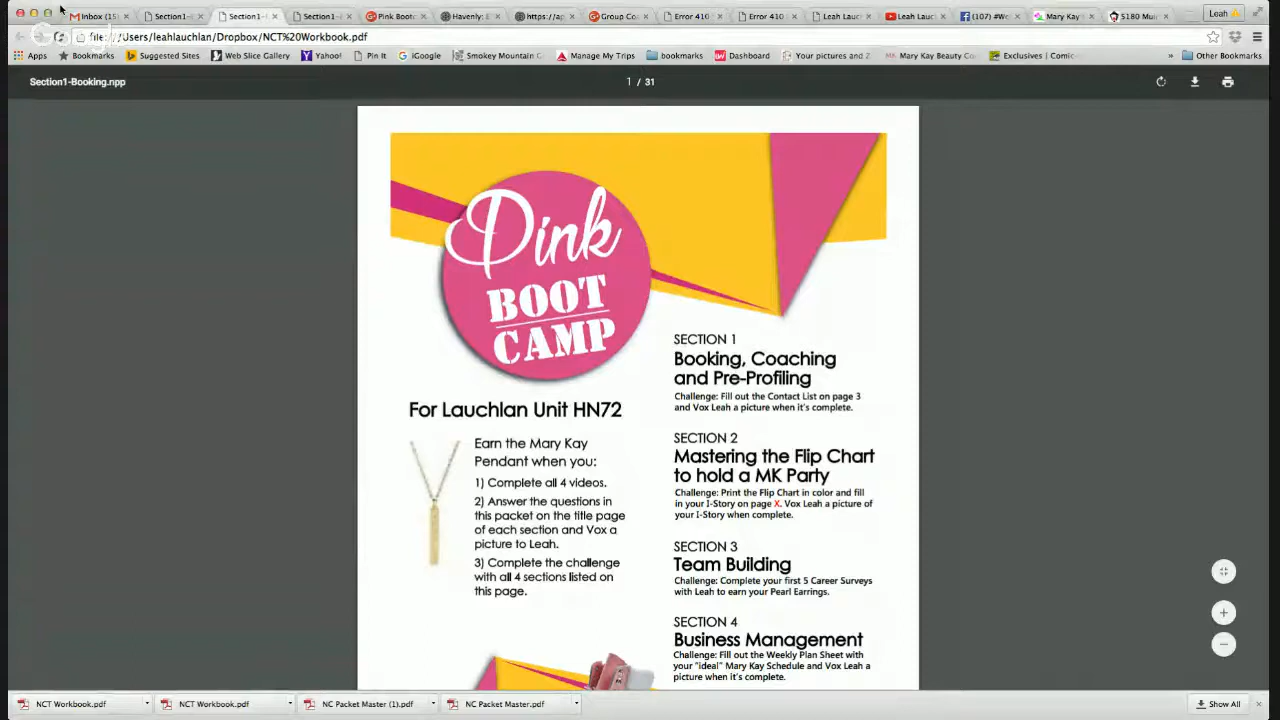 Inbox (15)
Section1-
Section1-
Section1-
Pink Boot
Havenly:
https://ap
Group Co
Error 410
Error 410
Leah Lauc
Leah Lauc
(107) #W
Mary Kay
$180 Mu
Leah
/Users/leahlauchlan/Dropbox/NCT%20Workbook.pdf
Apps
Bookmarks
Suggested Sites
Web Slice Gallery
Yahoo!
Pin It
iGoogle
Smokey Mountain C
Manage My Trips
bookmarks
Dashboard
Your pictures and
Mary Kay Beauty Co
Exclusives | Comic
»
Other Bookmarks
Section1-Booking.npp
1 / 31
Pink
BOOT
CAMP
For Lauchlan Unit HN72
Earn the Mary Kay
Pendant when you:
1) Complete all 4 videos.
2) Answer the questions in
this packet on the title page
of each section and Vox a
picture to Leah.
3) Complete the challenge
with all 4 sections listed on
this page.
SECTION 1
Booking, Coaching
and Pre-Profiling
Challenge: Fill out the Contact List on page 3
and Vox Leah a picture when it's complete.
SECTION 2
Mastering the Flip Chart
to hold a MK Party
Challenge: Print the Flip Chart in color and fill
in your I-Story on page X. Vox Leah a picture of
your I-Story when complete.
SECTION 3
Team Building
Challenge: Complete your first 5 Career Surveys
with Leah to earn your Pearl Earrings.
SECTION 4
Business Management
Challenge: Fill out the Weekly Plan Sheet with
your "ideal" Mary Kay Schedule and Vox Leah a
picture when it's complete.
NCT Workbook.pdf
NCT Workbook.pdf
NC Packet Master (1).pdf
NC Packet Master.pdf
Show All